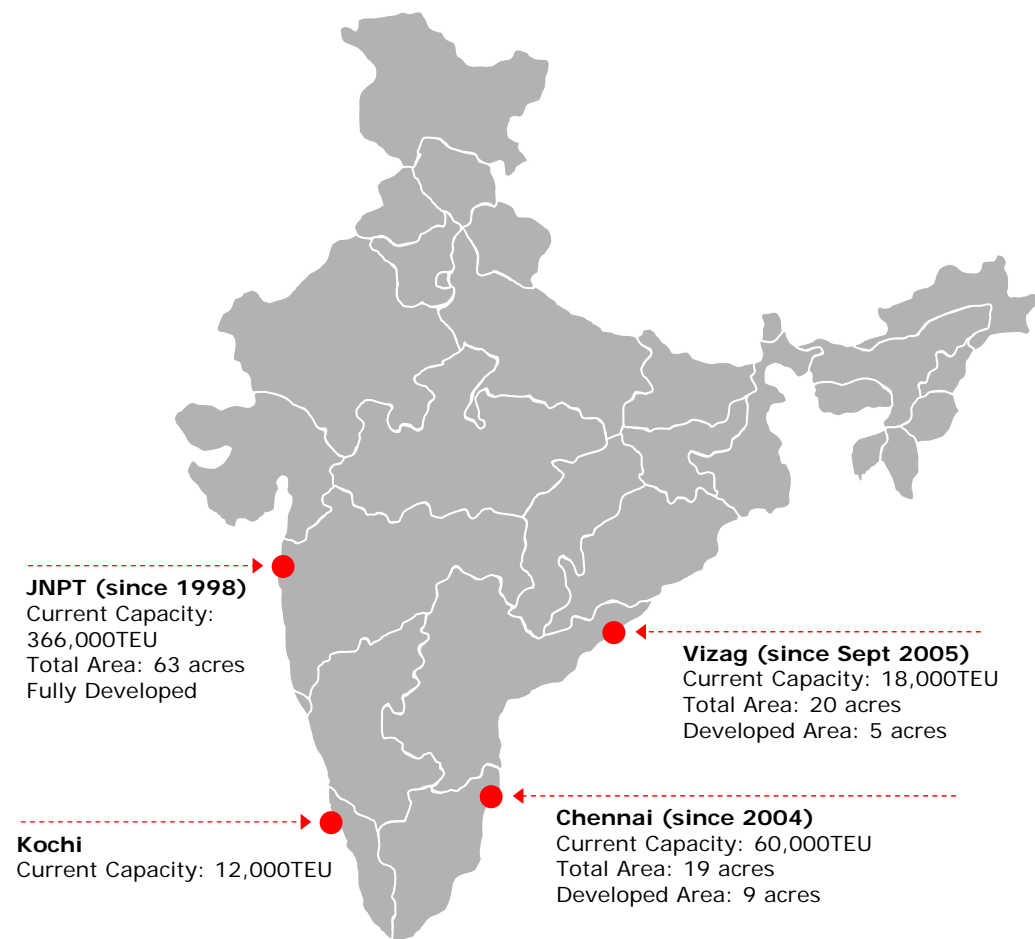 JNPT (since 1998)
Current Capacity:
366,000TEU
Total Area: 63 acres
Fully Developed
Vizag (since Sept 2005)
Current Capacity: 18,000TEU
Total Area: 20 acres
Developed Area: 5 acres
Chennai (since 2004)
Current Capacity: 60,000TEU
Total Area: 19 acres
Developed Area: 9 acres
Kochi
Current Capacity: 12,000TEU